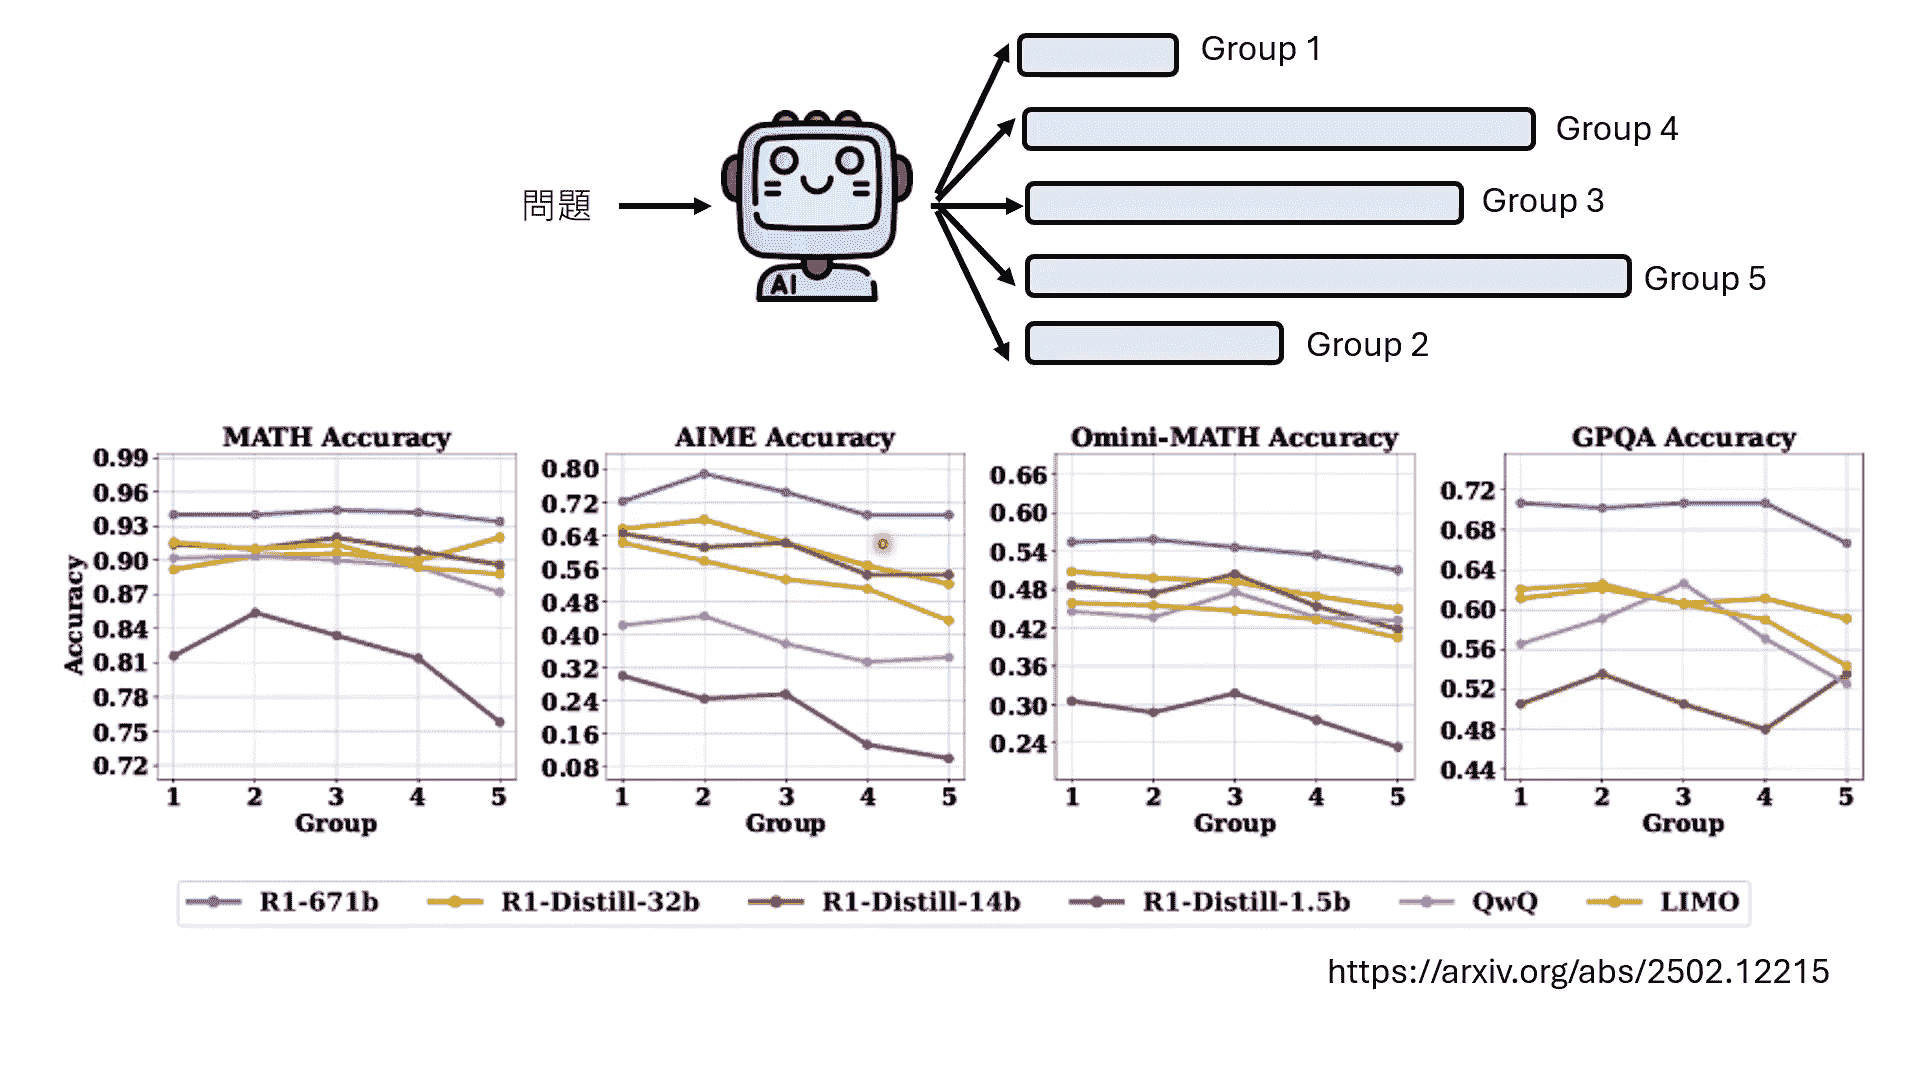 Group 1
Group 4
問題
Group 3
AI
Group 5
Group 2
MATH Accuracy
AIME Accuracy
Omini-MATH Accuracy
GPQA Accuracy
Accuracy
0.99
0.96
0.93
0.90
0.87
0.84
0.81
0.78
0.75
0.72
1 2 3 4 5
Group
0.80
0.72
0.64
0.56
0.48
0.40
0.32
0.24
0.16
0.08
1 2 3 4 5
Group
0.66
0.60
0.54
0.48
0.42
0.36
0.30
0.24
1 2 3 4 5
Group
0.72
0.68
0.64
0.60
0.56
0.52
0.48
0.44
1 2 3 4 5
Group
R1-671b R1-Distill-32b R1-Distill-14b R1-Distill-1.5b QwQ LIMO
https://arxiv.org/abs/2502.12215